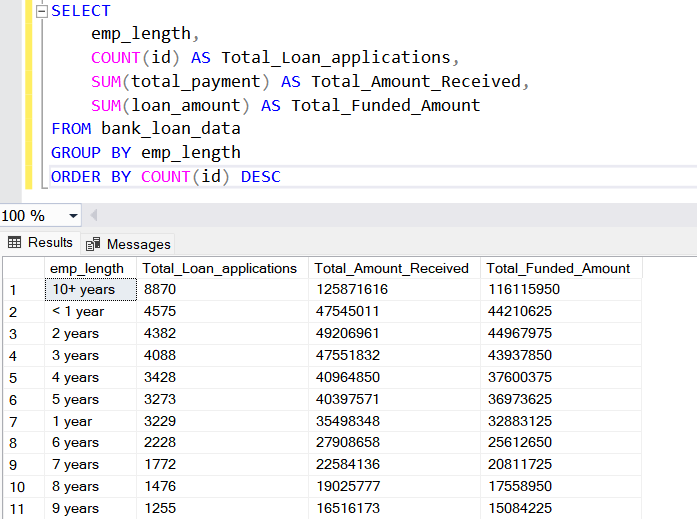 SELECT
emp_length,
COUNT(id) AS Total_Loan_applications,
SUM(total_payment) AS Total_Amount_Received,
SUM(loan_amount) AS Total_Funded_Amount
FROM bank_loan_data
GROUP BY emp_length
ORDER BY COUNT(id) DESC
100 %
Results Messages
emp_length Total_Loan_applications Total_Amount_Received Total_Funded_Amount
1 10+ years 8870 125871616 116115950
2 < 1 year 4575 47545011 44210625
3 2 years 4382 49206961 44967975
4 3 years 4088 47551832 43937850
5 4 years 3428 40964850 37600375
6 5 years 3273 40397571 36973625
7 1 year 3229 35498348 32883125
8 6 years 2228 27908658 25612650
9 7 years 1772 22584136 20811725
10 8 years 1476 19025777 17558950
11 9 years 1255 16516173 15084225